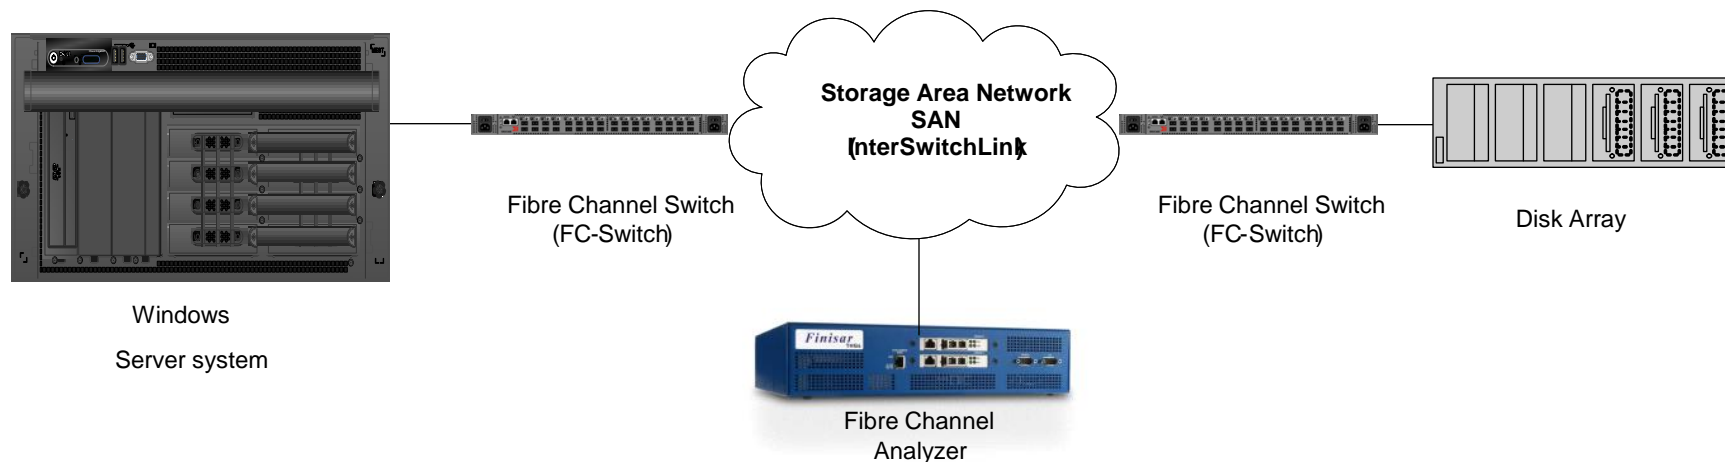 Storage Area Network
SAN
(InterSwitchLink)
Fibre Channel Switch
(FC-Switch)
Fibre Channel Switch
(FC-Switch)
Disk Array
Windows
Server system
Finisar
Fibre Channel
Analyzer